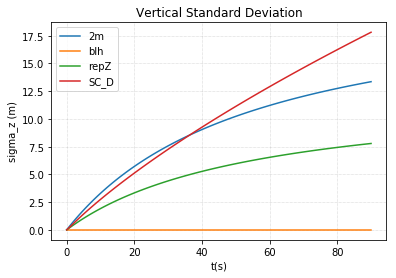 Vertical Standard Deviation
sigma_z (m)
17.5
15.0
12.5
10.0
7.5
5.0
2.5
0.0
2m
blh
repZ
SC_D
0 20 40 60 80
t(s)